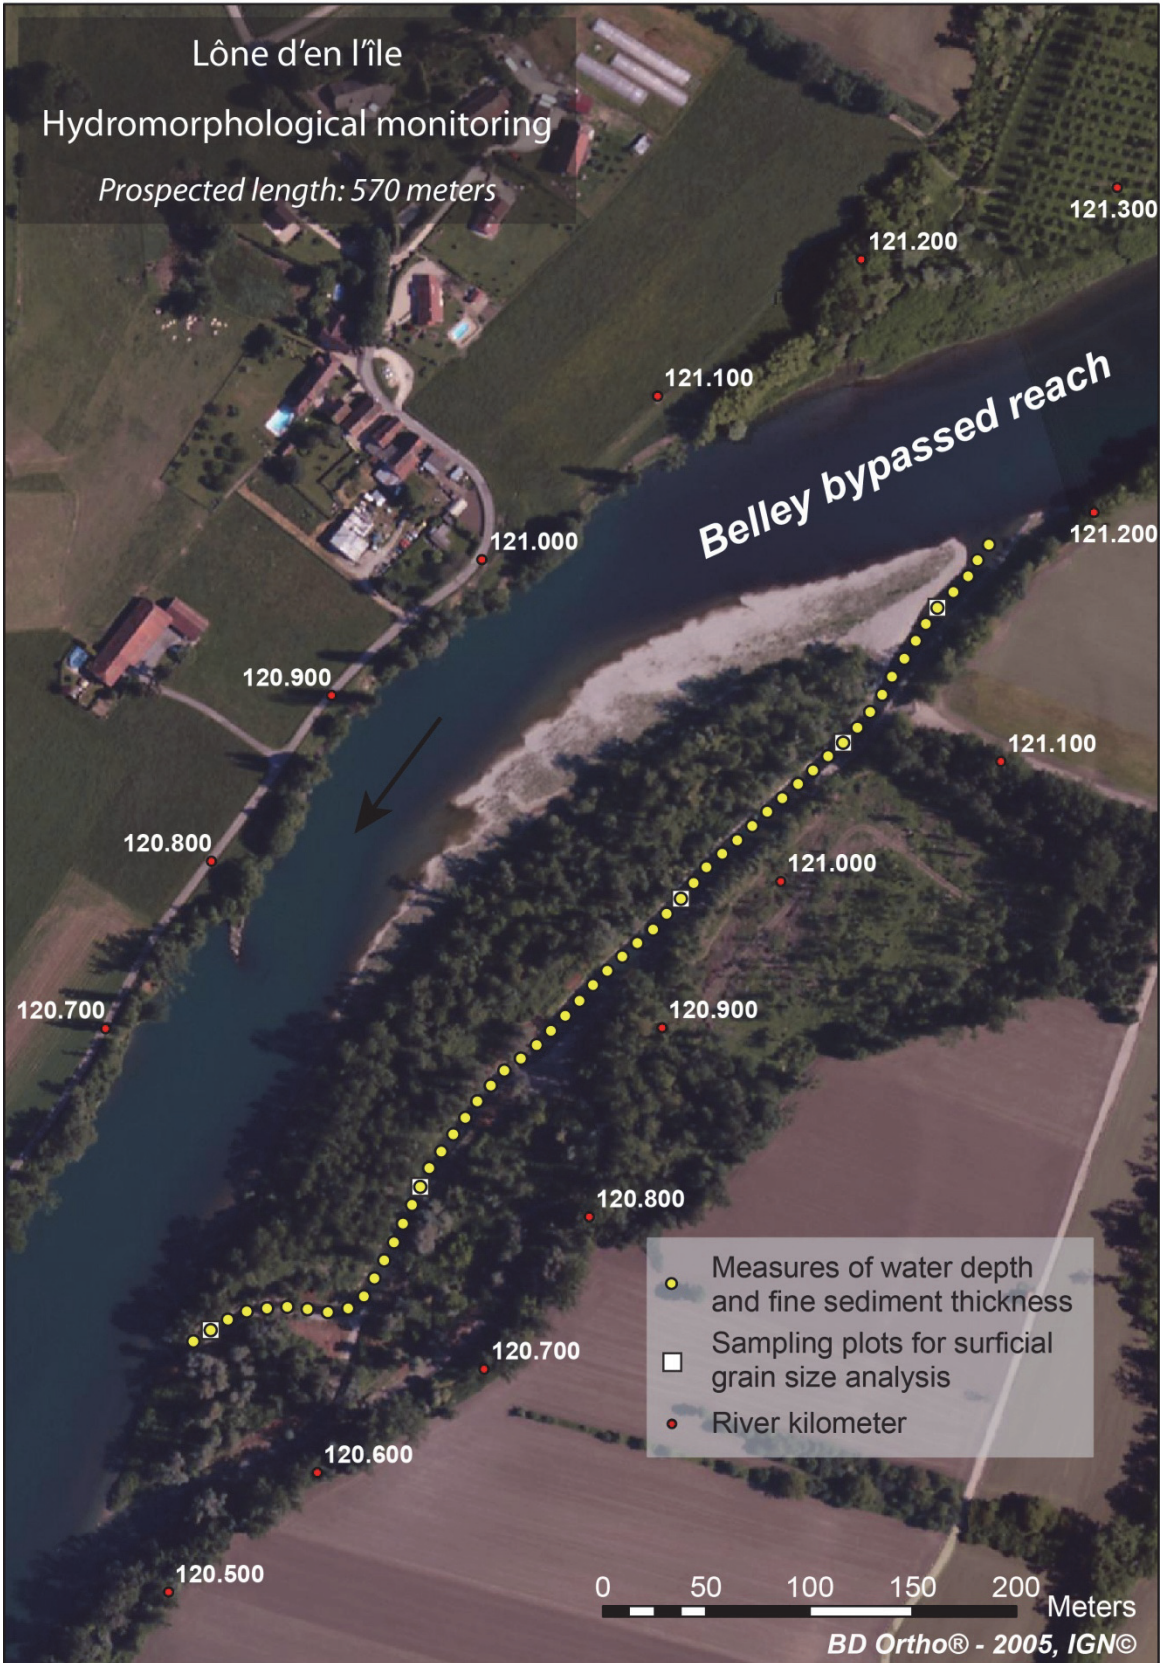 Lône d'en l'île
Hydromorphological monitoring
Prospected length: 570 meters
121.300
121.200
121.100
Belley bypassed reach
121.200
121.000
120.900
121.100
120.800
121.000
120.700
120.900
120.800
Measures of water depth
and fine sediment thickness
Sampling plots for surficial
grain size analysis
River kilometer
120.700
120.600
120.500
0 50 100 150 200
Meters
BD Ortho® - 2005, IGN©